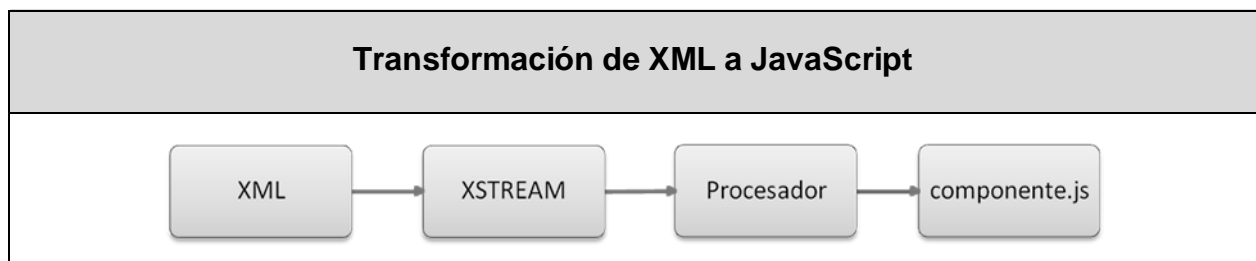 Transformación de XML a JavaScript
XML
XSTREAM
Procesador
componente.js